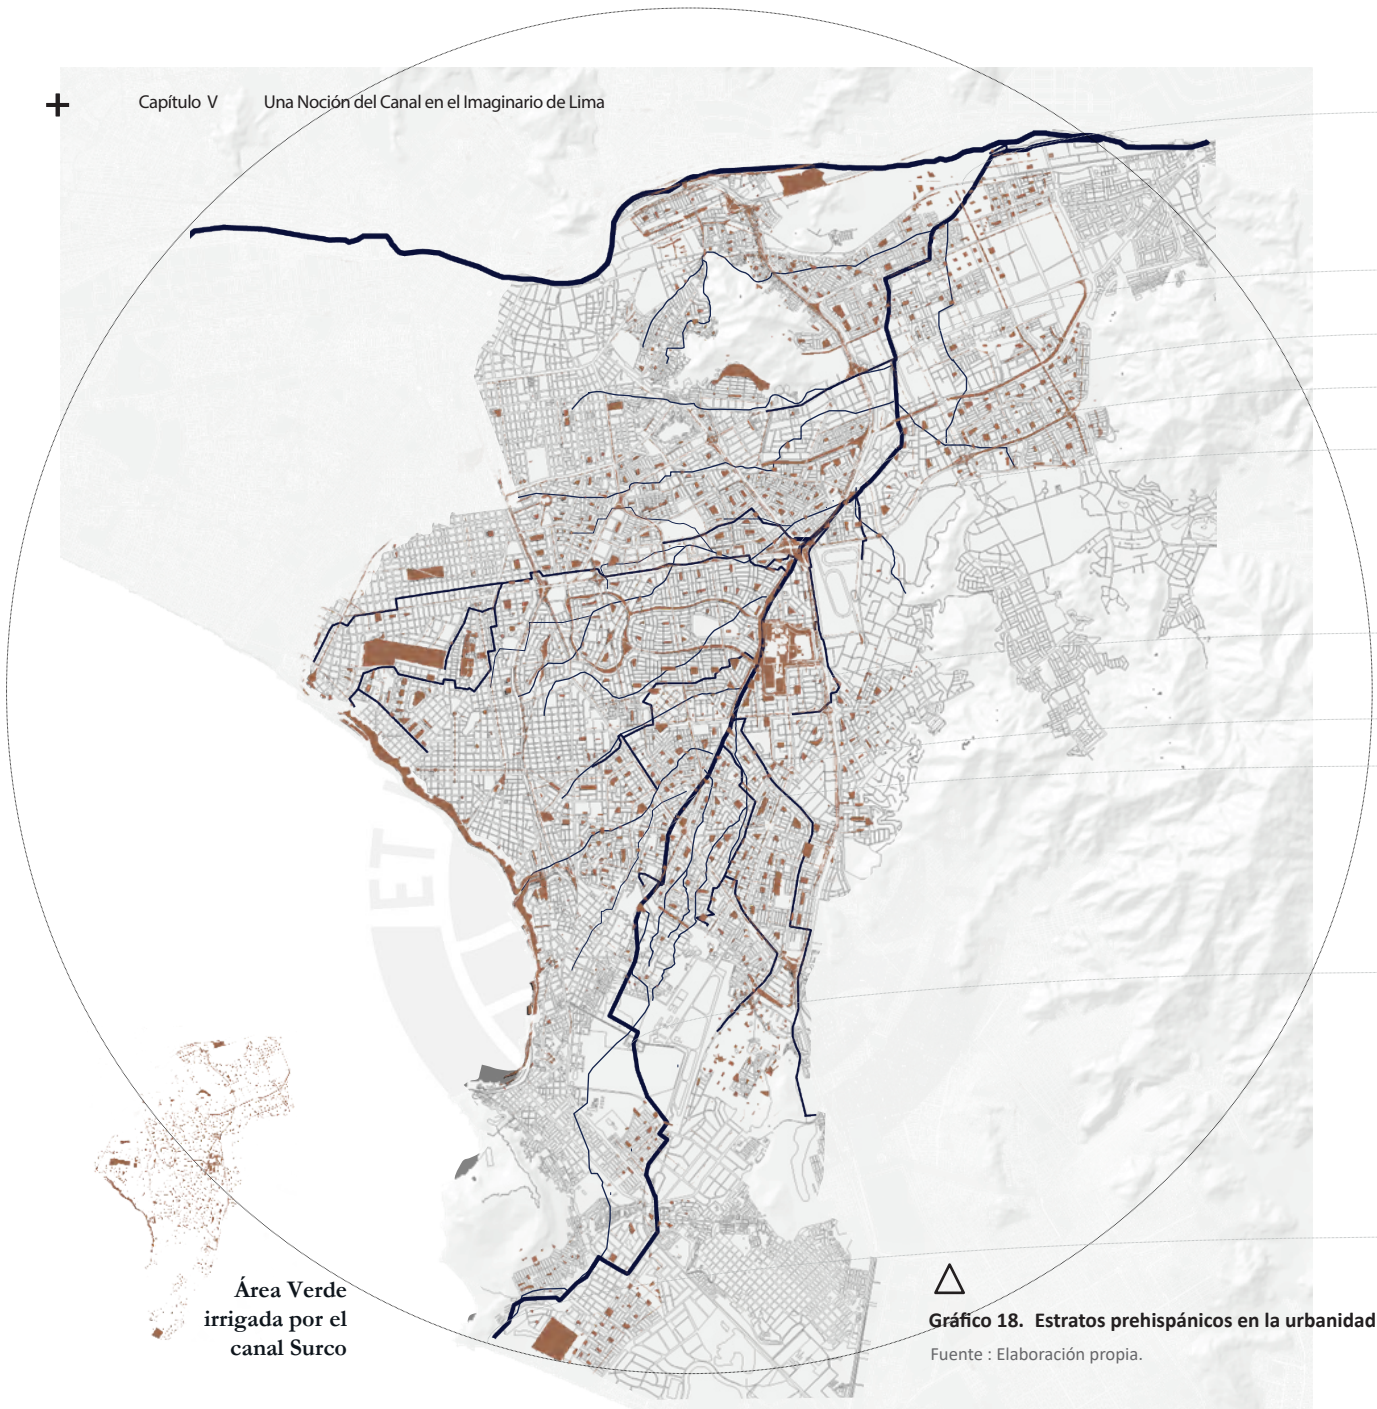 Capítulo V Una Noción del Canal en el Imaginario de Lima
ET
Área Verde
irrigada por el
canal Surco
Gráfico 18. Estratos prehispánicos en la urbanidad
Fuente : Elaboración propia.